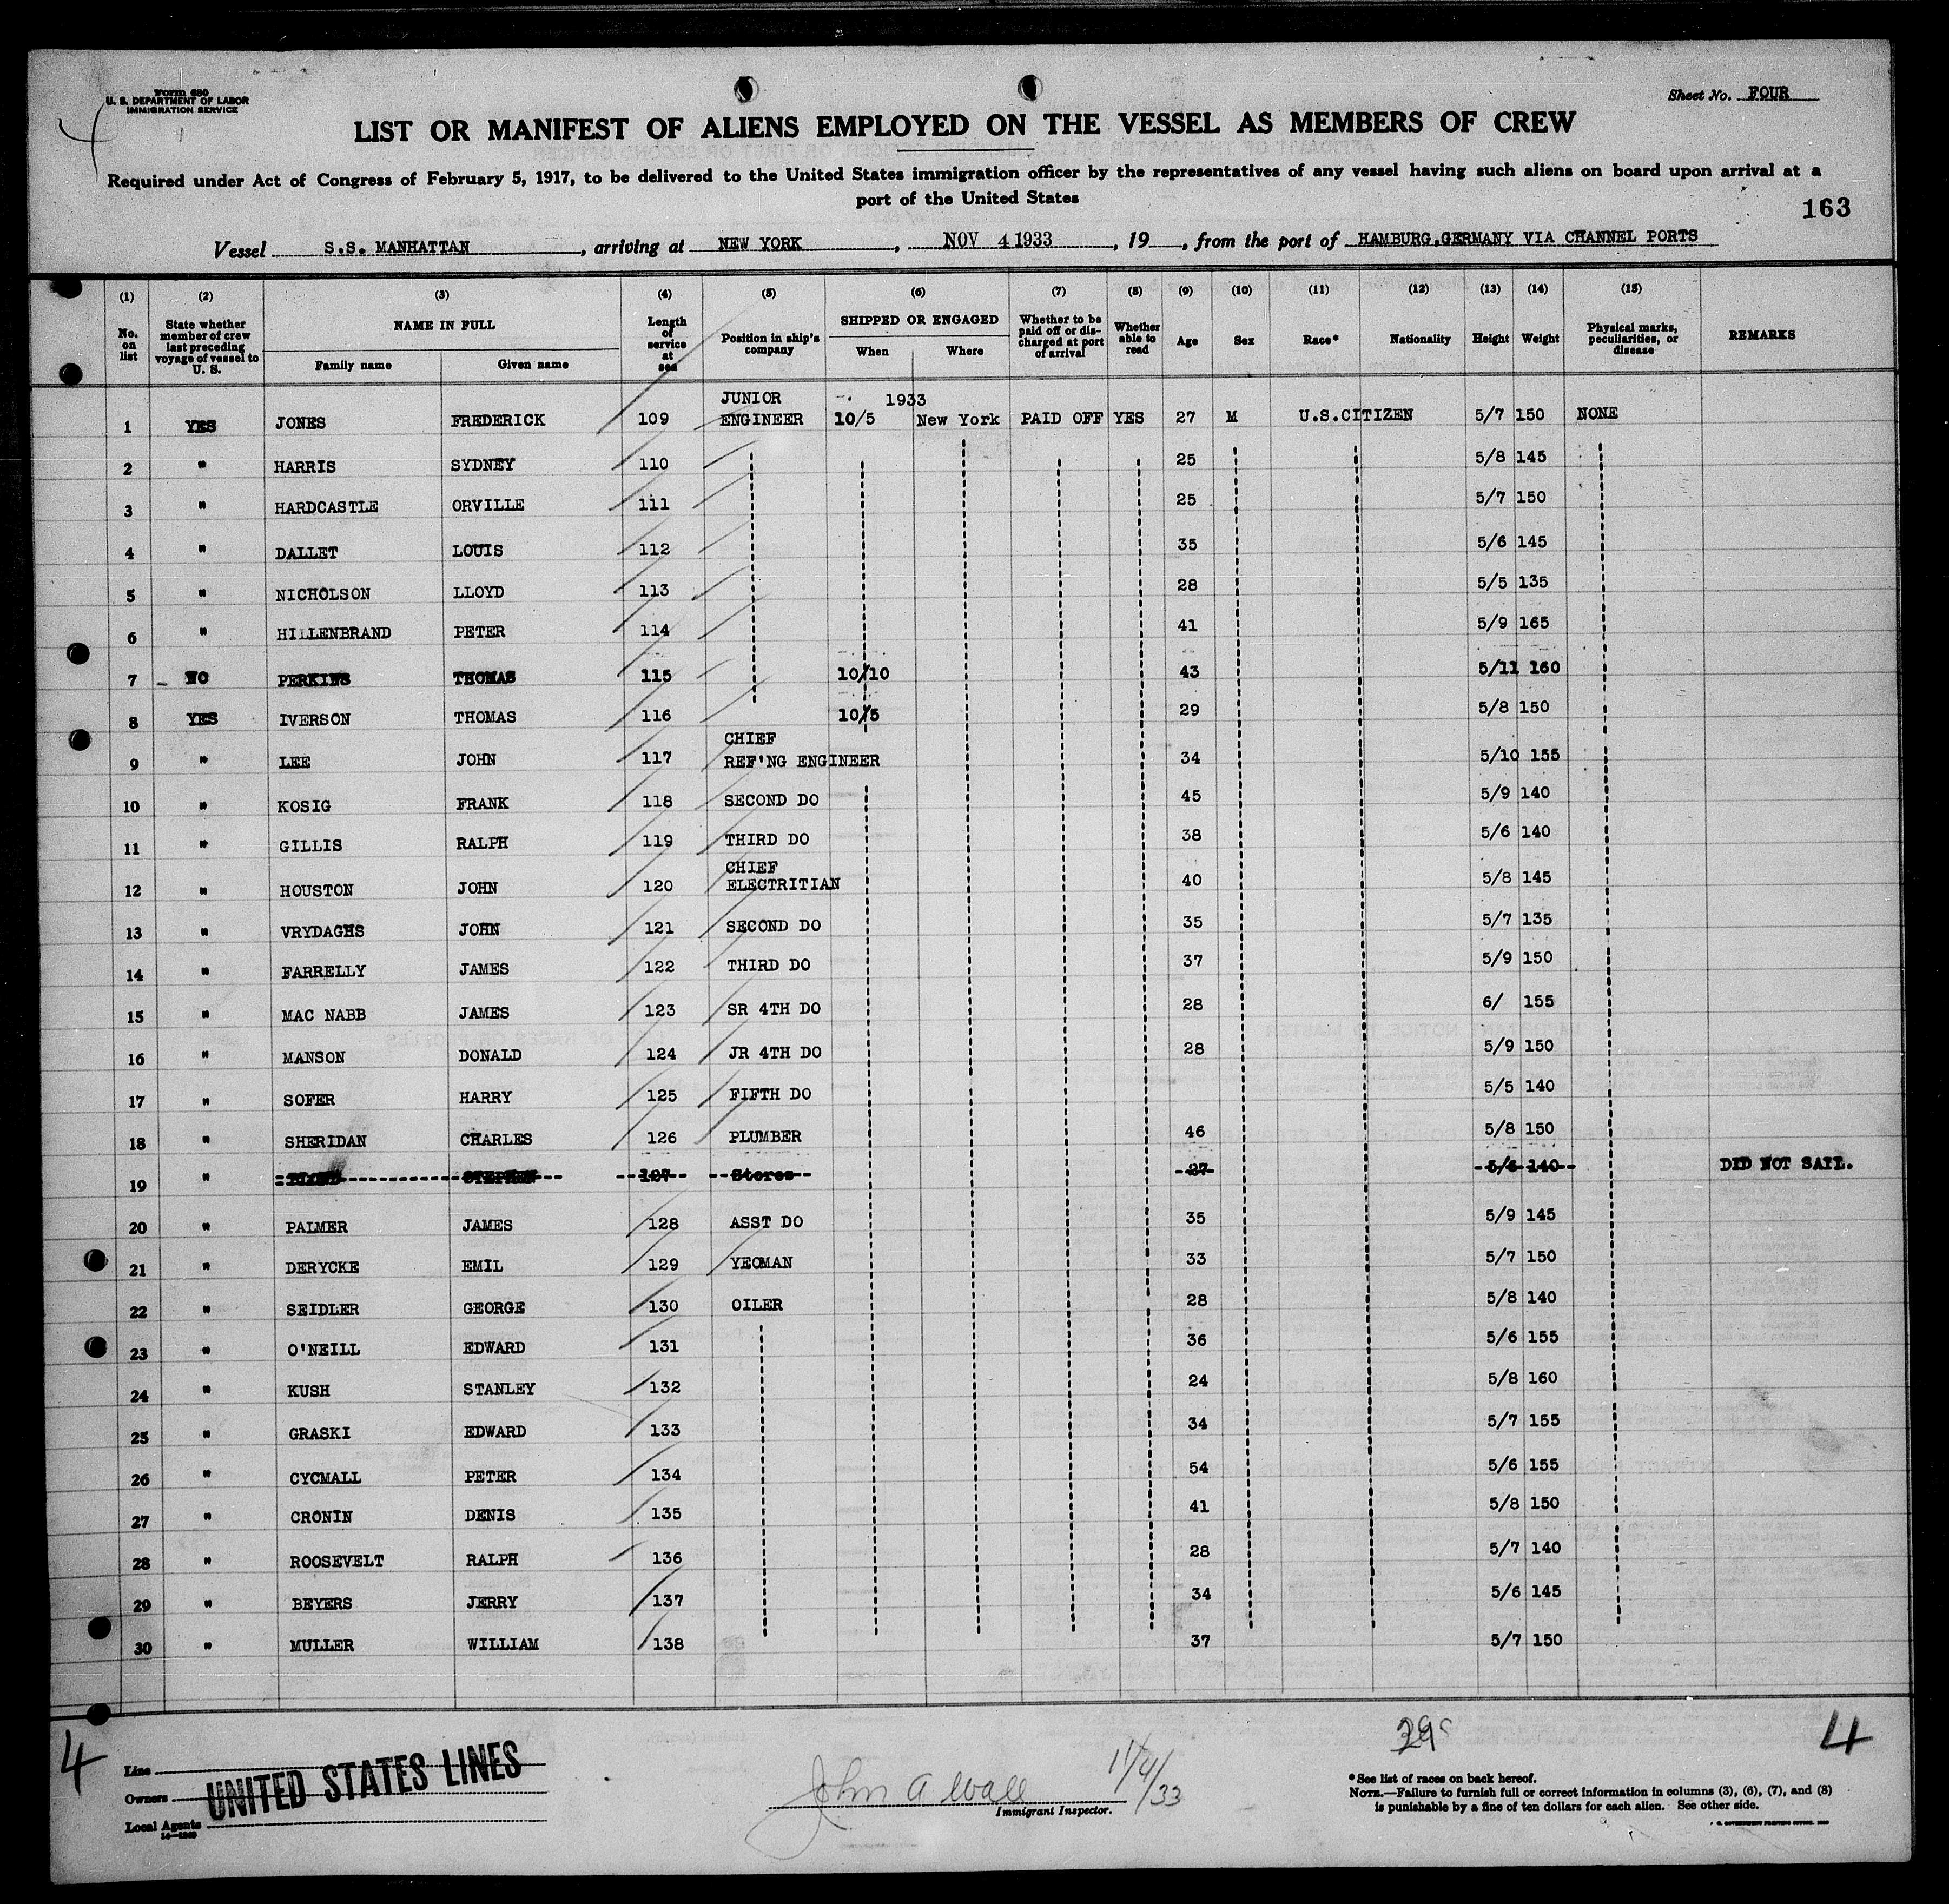 Form 680
U. S. DEPARTMENT OF LABOR
IMMIGRATION SERVICE
Sheet No. FOUR
LIST OR MANIFEST OF ALIENS EMPLOYED ON THE VESSEL AS MEMBERS OF CREW
Required under Act of Congress of February 5, 1917, to be delivered to the United States immigration officer by the representatives of any vessel having such aliens on board upon arrival at a
port of the United States
163
Vessel S.S. MANHATTAN, arriving at NEW YORK, NOV 4 1933, 19 , from the port of HAMBURG,GERMANY VIA CHANNEL PORTS
(1) (2) (3) (4) (5) (6) (7) (8) (9) (10) (11) (12) (13) (14) (15)
No. on list State whether member of crew last preceding voyage of vessel to U. S. NAME IN FULL Family name Given name Length of service at sea Position in ship's company SHIPPED OR ENGAGED When Where Whether to be paid off or discharged at port of arrival Whether able to read Age Sex Race* Nationality Height Weight Physical marks, peculiarities, or disease REMARKS
JUNIOR 1933
1 YES JONES FREDERICK 109 ENGINEER 10/5 New York PAID OFF YES 27 M U.S.CITIZEN 5/7 150 NONE
2 " HARRIS SYDNEY 110 25 5/8 145
3 " HARDCASTLE ORVILLE 111 25 5/7 150
4 " DALLET LOUIS 112 35 5/6 145
5 " NICHOLSON LLOYD 113 28 5/5 135
6 " HILLENBRAND PETER 114 41 5/9 165
7 NO PERKINS THOMAS 115 10/10 43 5/11 160
8 YES IVERSON THOMAS 116 10/5 29 5/8 150
CHIEF
9 " LEE JOHN 117 REF'NG ENGINEER 34 5/10 155
10 " KOSIG FRANK 118 SECOND DO 45 5/9 140
11 " GILLIS RALPH 119 THIRD DO 38 5/6 140
CHIEF
12 " HOUSTON JOHN 120 ELECTRITIAN 40 5/8 145
13 " VRYDAGHS JOHN 121 SECOND DO 35 5/7 135
14 " FARRELLY JAMES 122 THIRD DO 37 5/9 150
15 " MAC NABB JAMES 123 SR 4TH DO 28 6/ 155
16 " MANSON DONALD 124 JR 4TH DO 28 5/9 150
17 " SOFER HARRY 125 FIFTH DO 5/5 140
18 " SHERIDAN CHARLES 126 PLUMBER 46 5/8 150
19 " STEPHEN 127 Stores 27 5/6 140 DID NOT SAIL.
20 " PALMER JAMES 128 ASST DO 35 5/9 145
21 " DERYCKE EMIL 129 YEOMAN 33 5/7 150
22 " SEIDLER GEORGE 130 OILER 28 5/8 140
23 " O'NEILL EDWARD 131 36 5/6 155
24 " KUSH STANLEY 132 24 5/8 160
25 " GRASKI EDWARD 133 34 5/7 155
26 " CYCMALL PETER 134 54 5/6 155
27 " CRONIN DENIS 135 41 5/8 150
28 " ROOSEVELT RALPH 136 28 5/7 140
29 " BEYERS JERRY 137 34 5/6 145
30 " MULLER WILLIAM 138 37 5/7 150
4
29
4
Line
Owners
Local Agents
UNITED STATES LINES
John A Wall 11/4/33
Immigrant Inspector.
*See list of races on back hereof.
NOTE.—Failure to furnish full or correct information in columns (3), (6), (7), and (8)
is punishable by a fine of ten dollars for each alien. See other side.